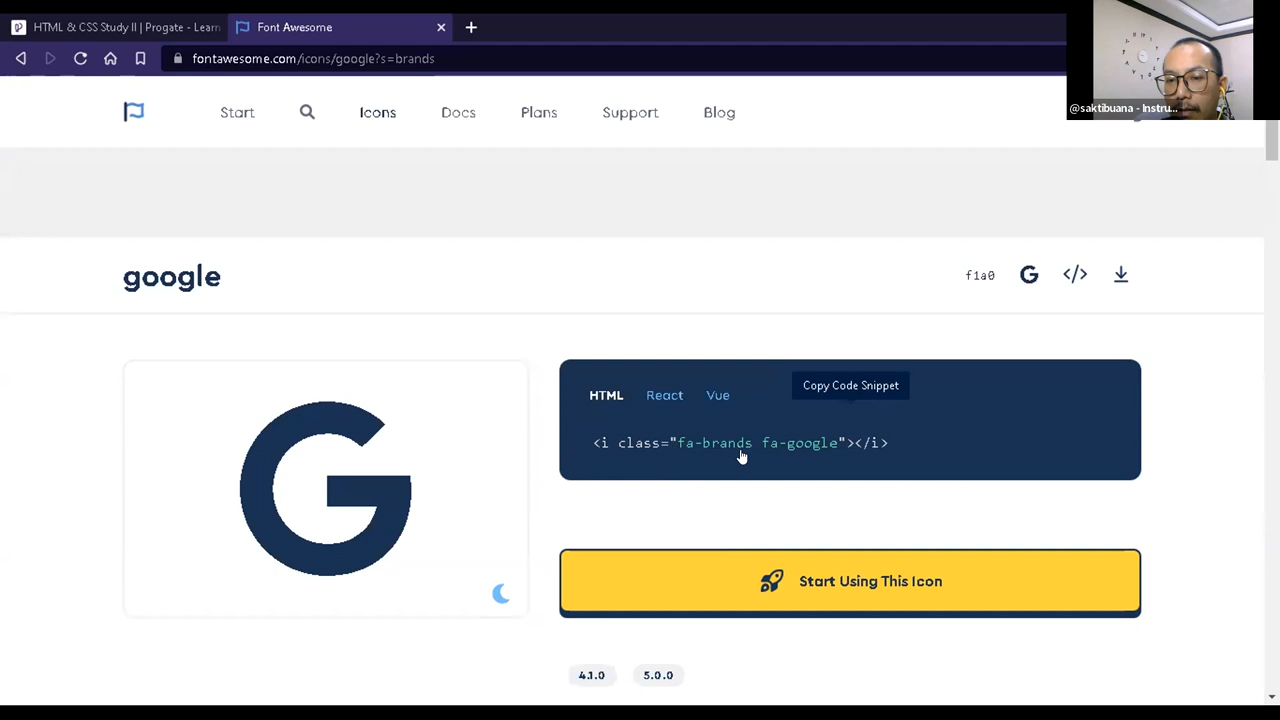 HTML & CSS Study II | Progate - Learn
Font Awesome
fontawesome.com/icons/google?s=brands
@saktibuana - Instru...
Start
Icons
Docs
Plans
Support
Blog
google
f1a0
Copy Code Snippet
HTML
React
Vue
<i class="fa-brands fa-google"></i>
Start Using This Icon
4.1.0
5.0.0